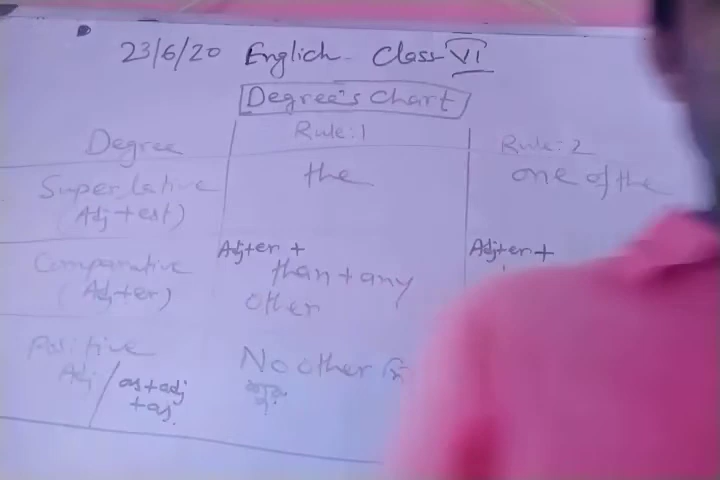 23/6/20 English Class VI
Degree's Chart
Degree Rule:1 Rule:2
Superlative the one of the
(Adj + est)
Adj+er + Adj+er +
Comparative than + any
(Adj+er) other
Positive No other
Adj / as + adj
+ as.